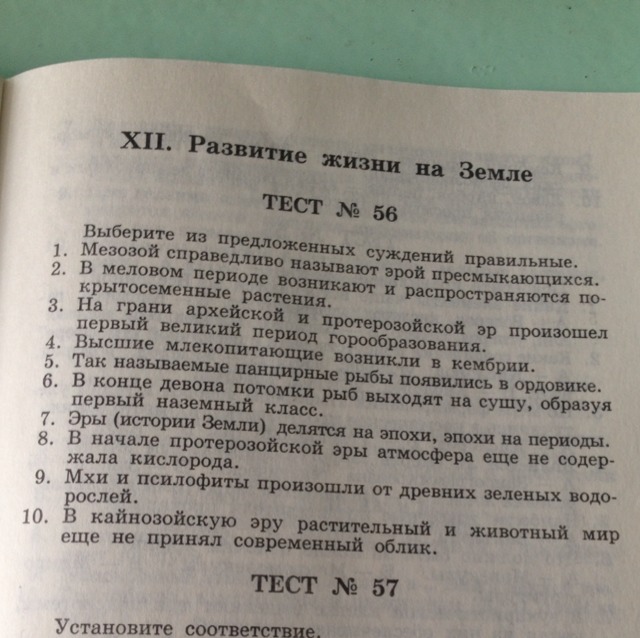 XII. Развитие жизни на Земле
ТЕСТ № 56
Выберите из предложенных суждений правильные.
1. Мезозой справедливо называют эрой пресмыкающихся.
2. В меловом периоде возникают и распространяются по-
крытосеменные растения.
3. На грани архейской и протерозойской эр произошел
первый великий период горообразования.
4. Высшие млекопитающие возникли в кембрии.
5. Так называемые панцирные рыбы появились в ордовике.
6. В конце девона потомки рыб выходят на сушу, образуя
первый наземный класс.
7. Эры (истории Земли) делятся на эпохи, эпохи на периоды.
8. В начале протерозойской эры атмосфера еще не содер-
жала кислорода.
9. Мхи и псилофиты произошли от древних зеленых водо-
рослей.
10. В кайнозойскую эру растительный и животный мир
еще не принял современный облик.
ТЕСТ № 57
Установите соответствие.